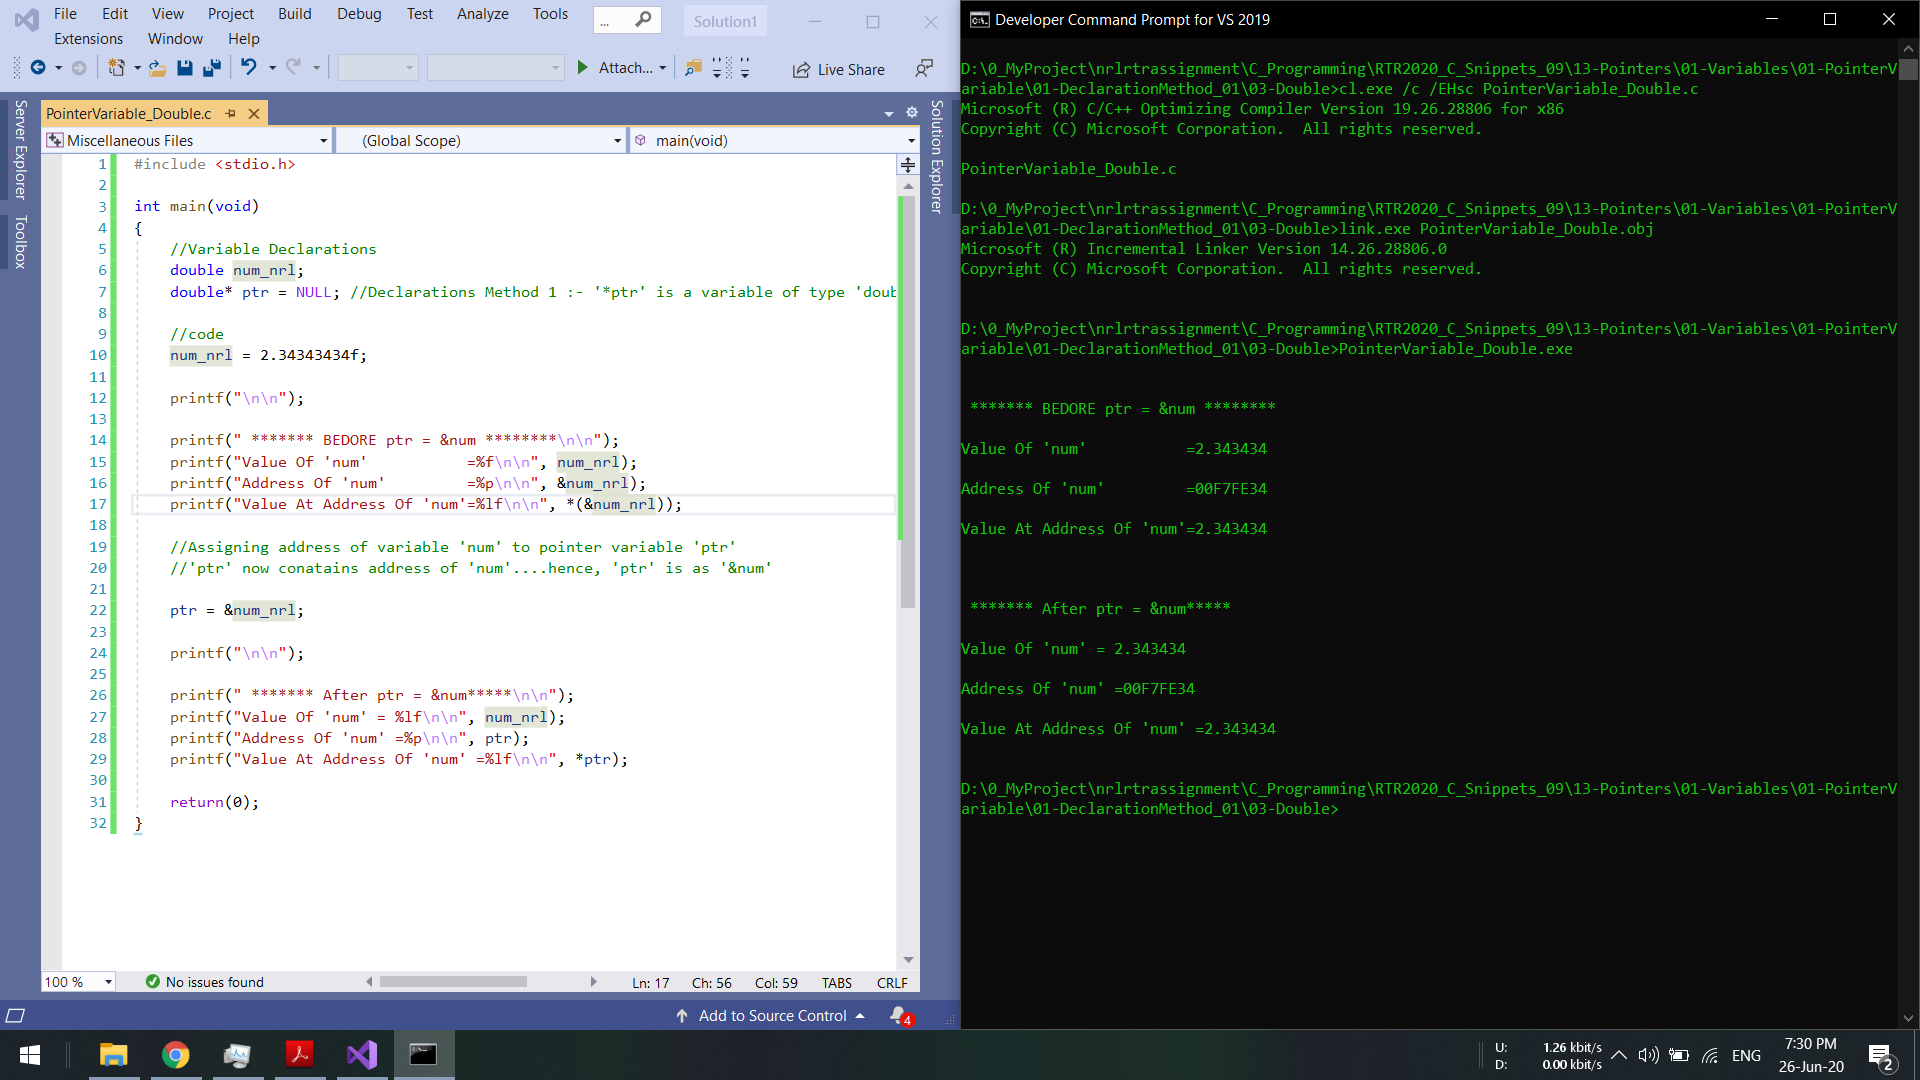 File Edit View Project Build Debug Test Analyze Tools ... Solution1
Extensions Window Help
Attach... Live Share
Server Explorer
Toolbox
PointerVariable_Double.c
Solution Explorer
Miscellaneous Files (Global Scope) main(void)
1 #include <stdio.h>
2
3 int main(void)
4 {
5 //Variable Declarations
6 double num_nrl;
7 double* ptr = NULL; //Declarations Method 1 :- '*ptr' is a variable of type 'doub
8
9 //code
10 num_nrl = 2.34343434f;
11
12 printf("\n\n");
13
14 printf(" ******* BEDORE ptr = &num ********\n\n");
15 printf("Value Of 'num'           =%f\n\n", num_nrl);
16 printf("Address Of 'num'         =%p\n\n", &num_nrl);
17 printf("Value At Address Of 'num'=%lf\n\n", *(&num_nrl));
18
19 //Assigning address of variable 'num' to pointer variable 'ptr'
20 //'ptr' now conatains address of 'num'....hence, 'ptr' is as '&num'
21
22 ptr = &num_nrl;
23
24 printf("\n\n");
25
26 printf(" ******* After ptr = &num*****\n\n");
27 printf("Value Of 'num' = %lf\n\n", num_nrl);
28 printf("Address Of 'num' =%p\n\n", ptr);
29 printf("Value At Address Of 'num' =%lf\n\n", *ptr);
30
31 return(0);
32 }
100 % No issues found Ln: 17 Ch: 56 Col: 59 TABS CRLF
Add to Source Control 4
Developer Command Prompt for VS 2019
D:\0_MyProject\nrlrtrassignment\C_Programming\RTR2020_C_Snippets_09\13-Pointers\01-Variables\01-PointerV
ariable\01-DeclarationMethod_01\03-Double>cl.exe /c /EHsc PointerVariable_Double.c
Microsoft (R) C/C++ Optimizing Compiler Version 19.26.28806 for x86
Copyright (C) Microsoft Corporation.  All rights reserved.
PointerVariable_Double.c
D:\0_MyProject\nrlrtrassignment\C_Programming\RTR2020_C_Snippets_09\13-Pointers\01-Variables\01-PointerV
ariable\01-DeclarationMethod_01\03-Double>link.exe PointerVariable_Double.obj
Microsoft (R) Incremental Linker Version 14.26.28806.0
Copyright (C) Microsoft Corporation.  All rights reserved.
D:\0_MyProject\nrlrtrassignment\C_Programming\RTR2020_C_Snippets_09\13-Pointers\01-Variables\01-PointerV
ariable\01-DeclarationMethod_01\03-Double>PointerVariable_Double.exe
******* BEDORE ptr = &num ********
Value Of 'num'           =2.343434
Address Of 'num'         =00F7FE34
Value At Address Of 'num'=2.343434
******* After ptr = &num*****
Value Of 'num' = 2.343434
Address Of 'num' =00F7FE34
Value At Address Of 'num' =2.343434
D:\0_MyProject\nrlrtrassignment\C_Programming\RTR2020_C_Snippets_09\13-Pointers\01-Variables\01-PointerV
ariable\01-DeclarationMethod_01\03-Double>
U: 1.26 kbit/s
D: 0.00 kbit/s
ENG
7:30 PM
26-Jun-20
2